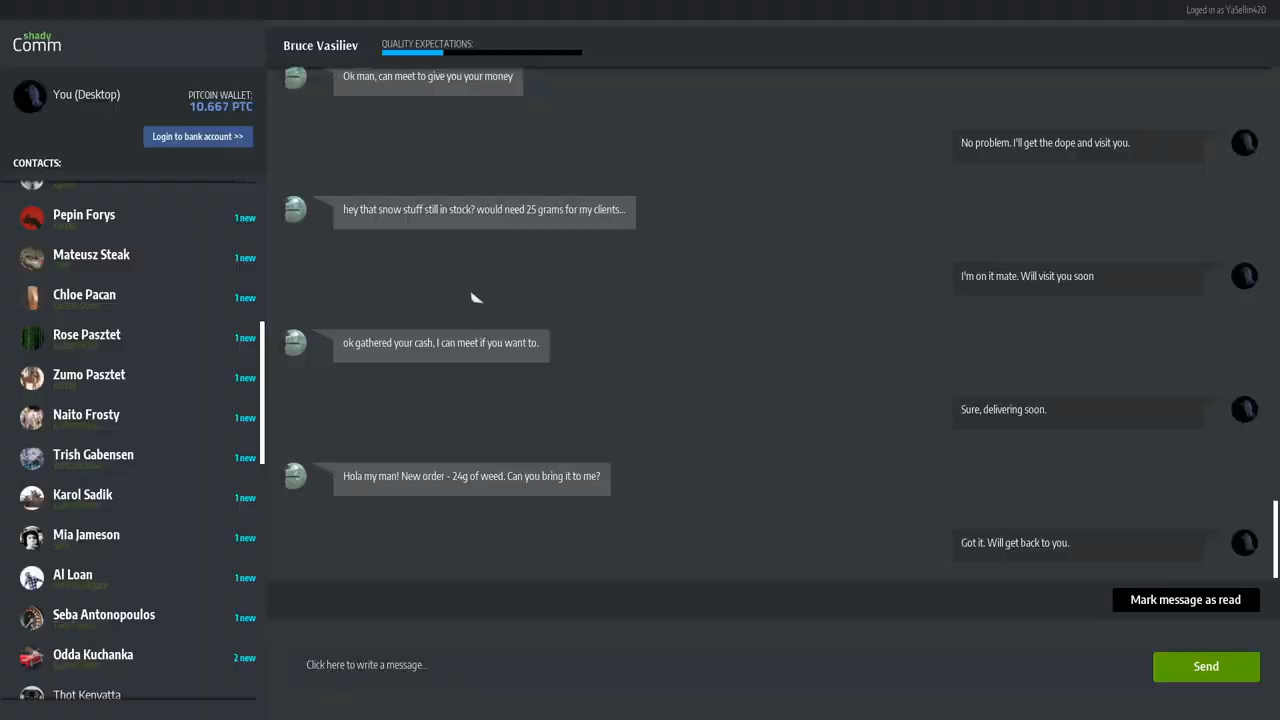 Loged in as YaSellin420
shady
Comm
Bruce Vasiliev
QUALITY EXPECTATIONS:
You (Desktop)
PITCOIN WALLET:
10.667 PTC
Login to bank account >>
CONTACTS:
Pepin Forys
1 new
Mateusz Steak
1 new
Chloe Pacan
1 new
Rose Pasztet
1 new
Zumo Pasztet
1 new
Naito Frosty
1 new
Trish Gabensen
1 new
Karol Sadik
1 new
Mia Jameson
1 new
Al Loan
1 new
Seba Antonopoulos
1 new
Odda Kuchanka
2 new
Thot Kenyatta
Ok man, can meet to give you your money
No problem. I'll get the dope and visit you.
hey that snow stuff still in stock? would need 25 grams for my clients...
I'm on it mate. Will visit you soon
ok gathered your cash, I can meet if you want to.
Sure, delivering soon.
Hola my man! New order - 24g of weed. Can you bring it to me?
Got it. Will get back to you.
Mark message as read
Click here to write a message...
Send